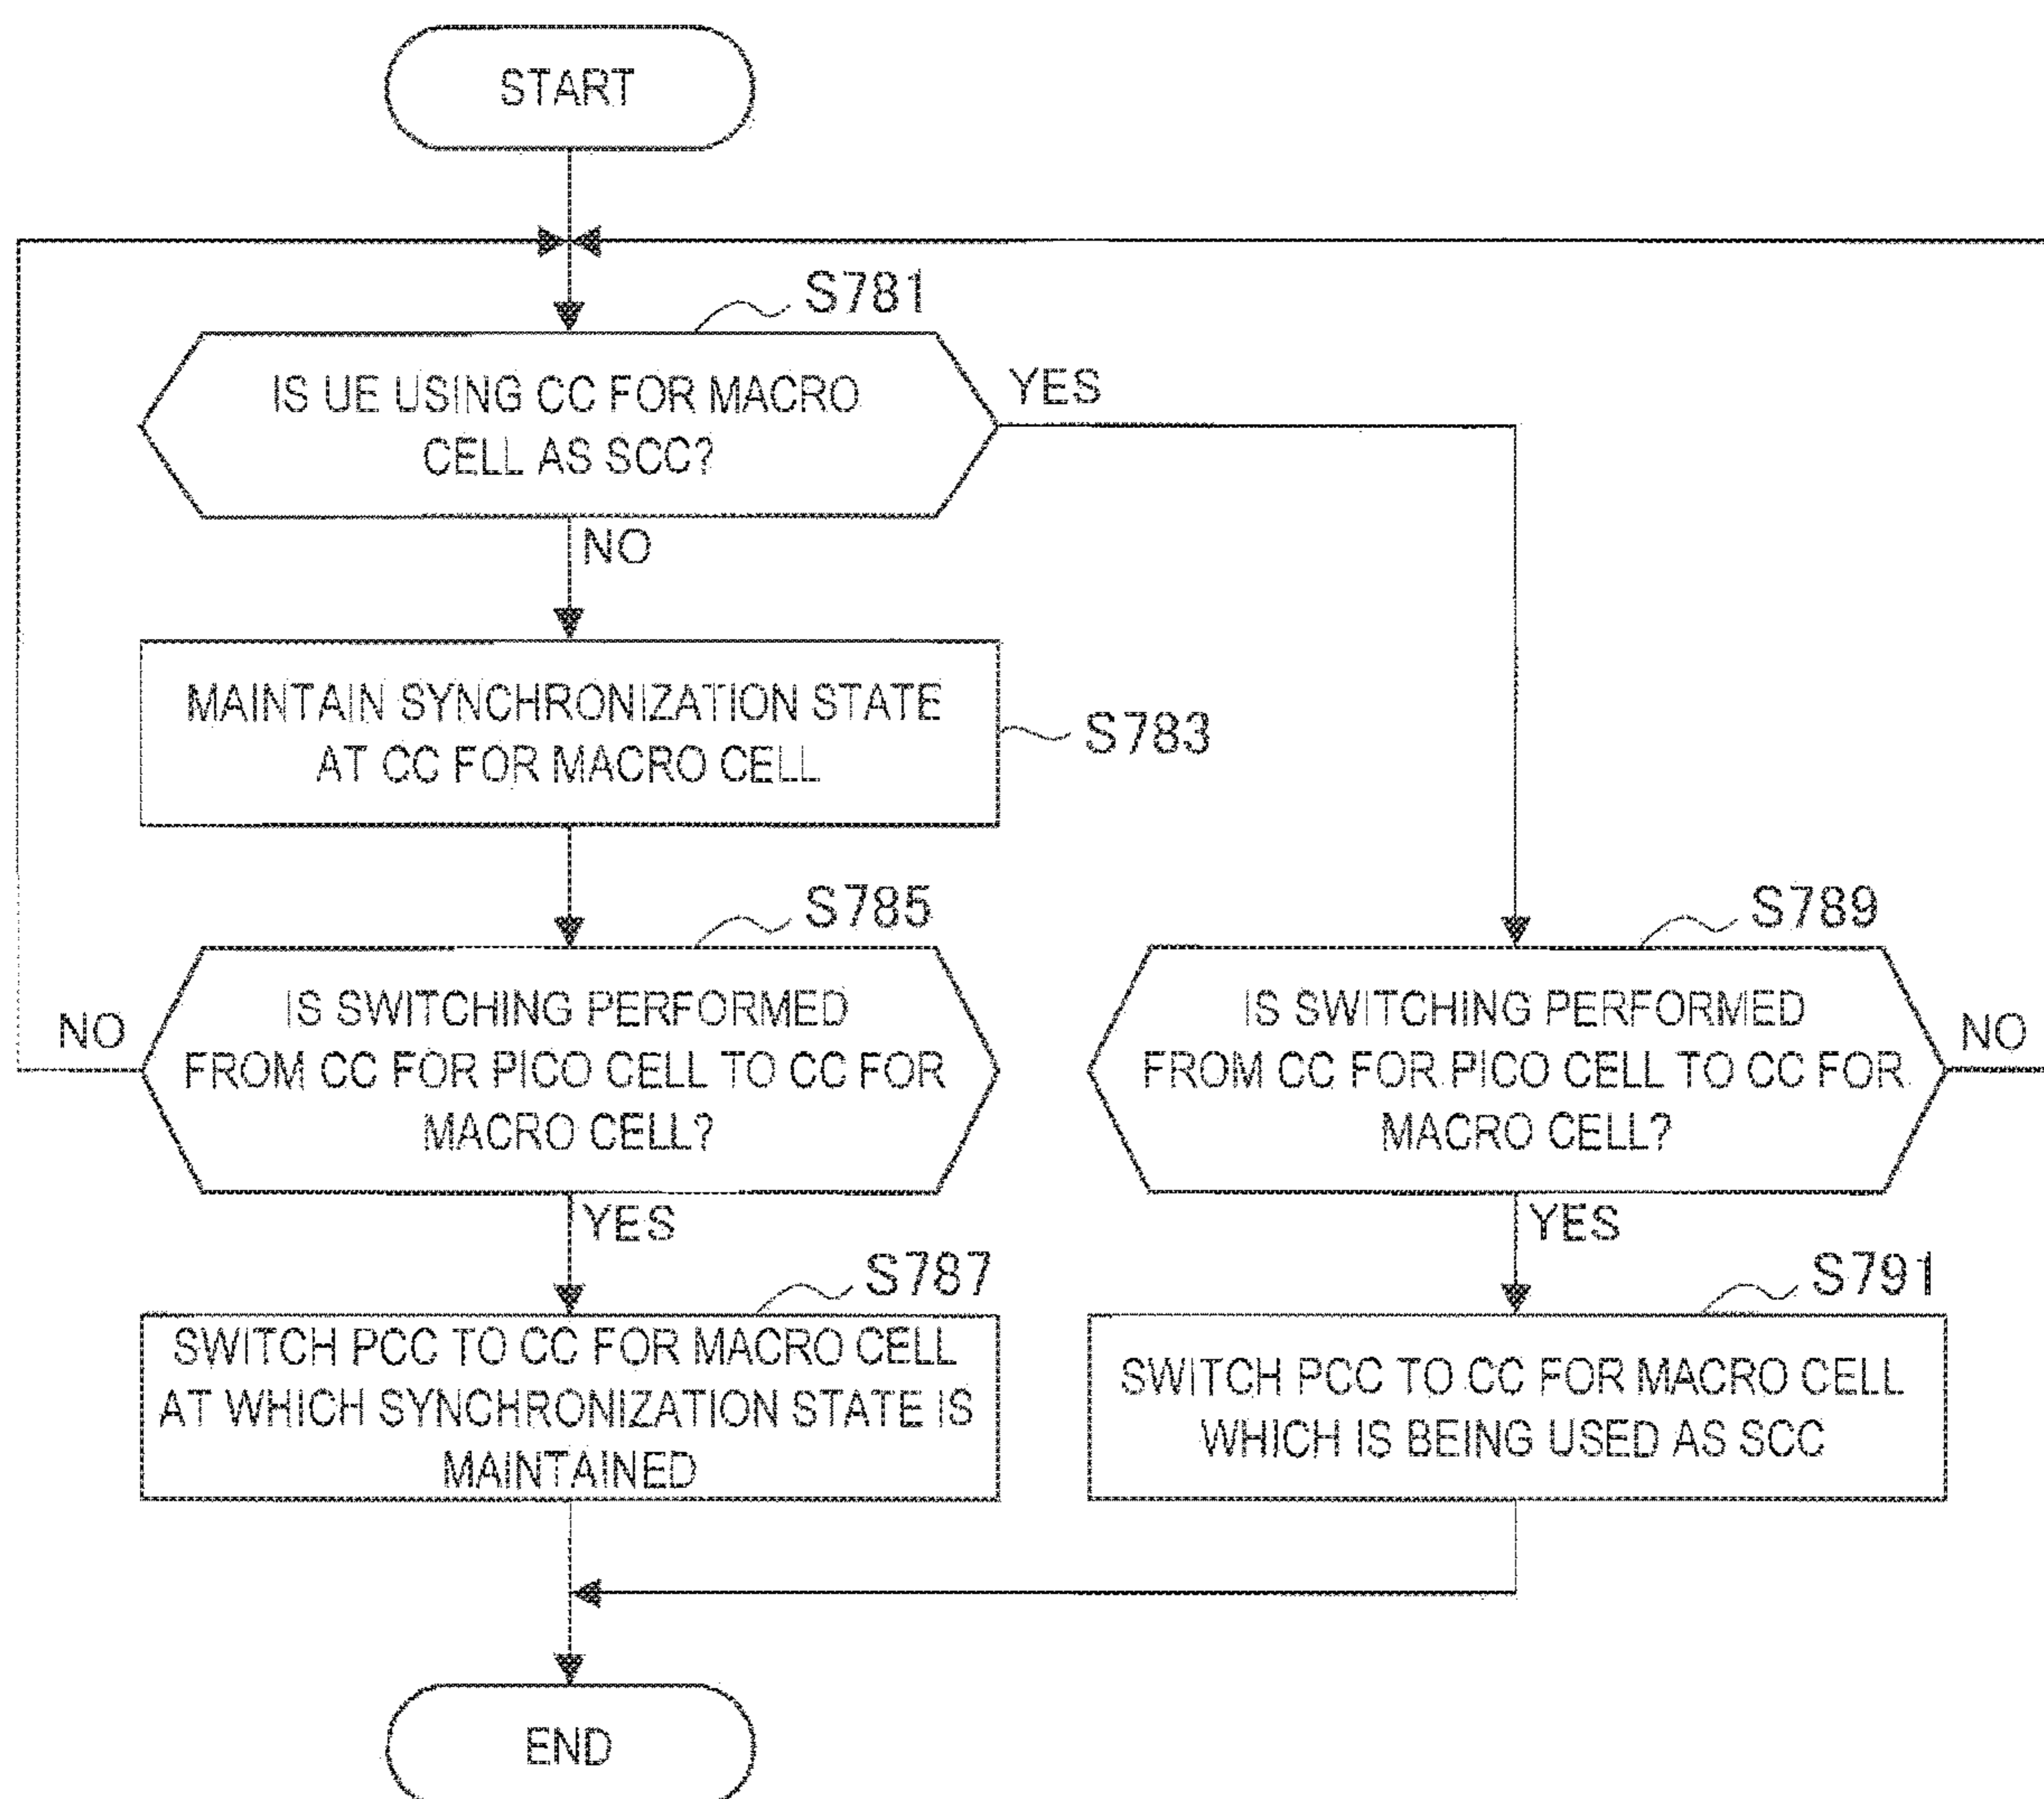 START
S781
IS UE USING CC FOR MACRO
CELL AS SCC?
YES
NO
MAINTAIN SYNCHRONIZATION STATE
AT CC FOR MACRO CELL
S783
S785
IS SWITCHING PERFORMED
FROM CC FOR PICO CELL TO CC FOR
MACRO CELL?
NO
YES
S789
IS SWITCHING PERFORMED
FROM CC FOR PICO CELL TO CC FOR
MACRO CELL?
NO
YES
S787
SWITCH PCC TO CC FOR MACRO CELL
AT WHICH SYNCHRONIZATION STATE IS
MAINTAINED
S791
SWITCH PCC TO CC FOR MACRO CELL
WHICH IS BEING USED AS SCC
END